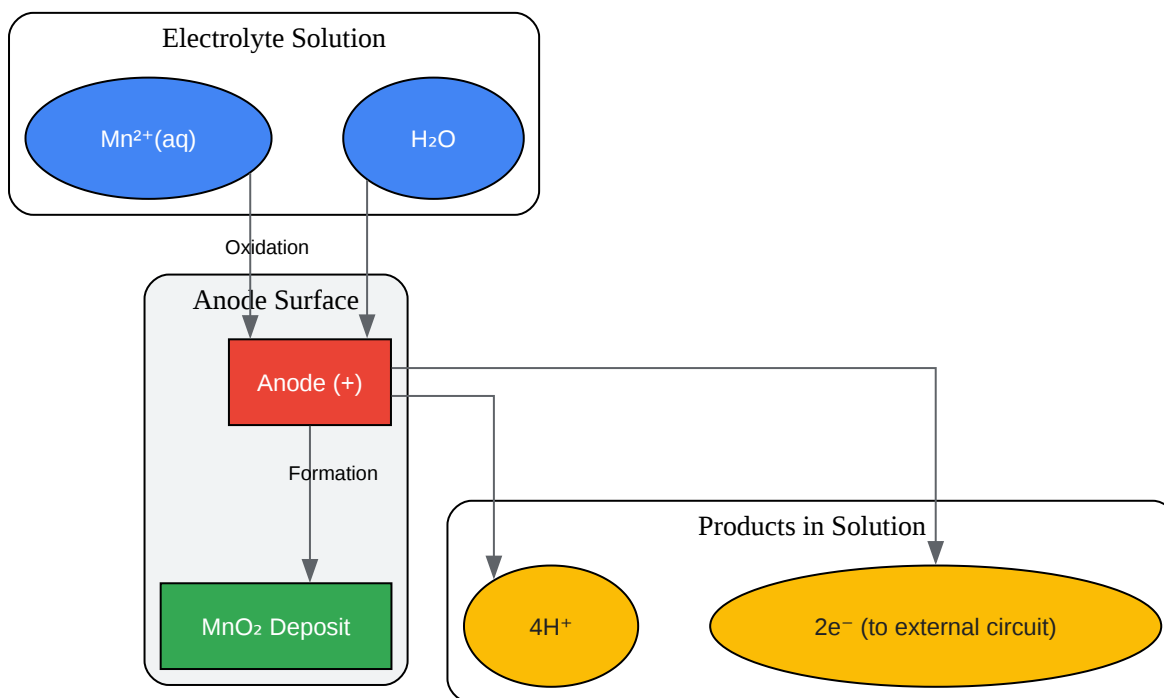 Electrolyte Solution
Mn²⁺(aq)
H₂O
Oxidation
Anode Surface
Anode (+)
Formation
Products in Solution
MnO₂ Deposit
4H⁺
2e⁻ (to external circuit)